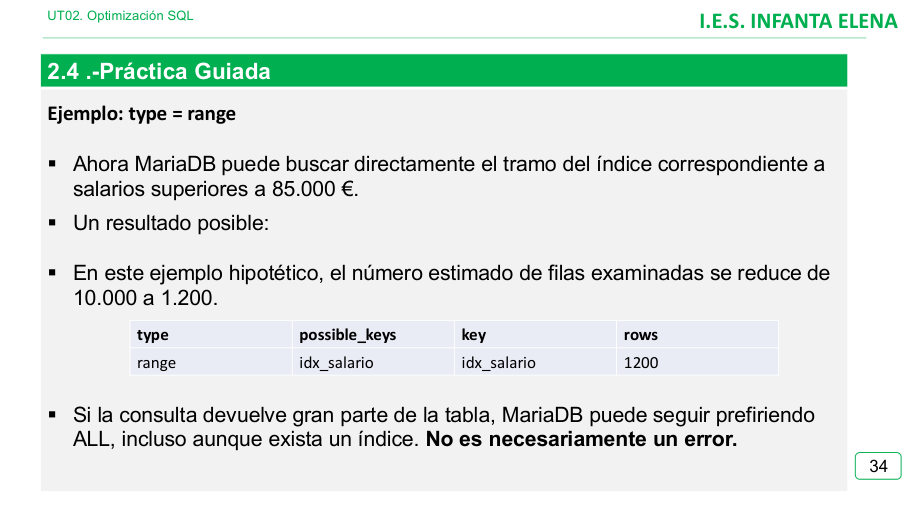 UT02. Optimización SQL
I.E.S. INFANTA ELENA
2.4 .-Práctica Guiada
Ejemplo: type = range
▪ Ahora MariaDB puede buscar directamente el tramo del índice correspondiente a
salarios superiores a 85.000 €.
▪ Un resultado posible:
▪ En este ejemplo hipotético, el número estimado de filas examinadas se reduce de
10.000 a 1.200.
type possible_keys key rows
range idx_salario idx_salario 1200
▪ Si la consulta devuelve gran parte de la tabla, MariaDB puede seguir prefiriendo
ALL, incluso aunque exista un índice. No es necesariamente un error.
34